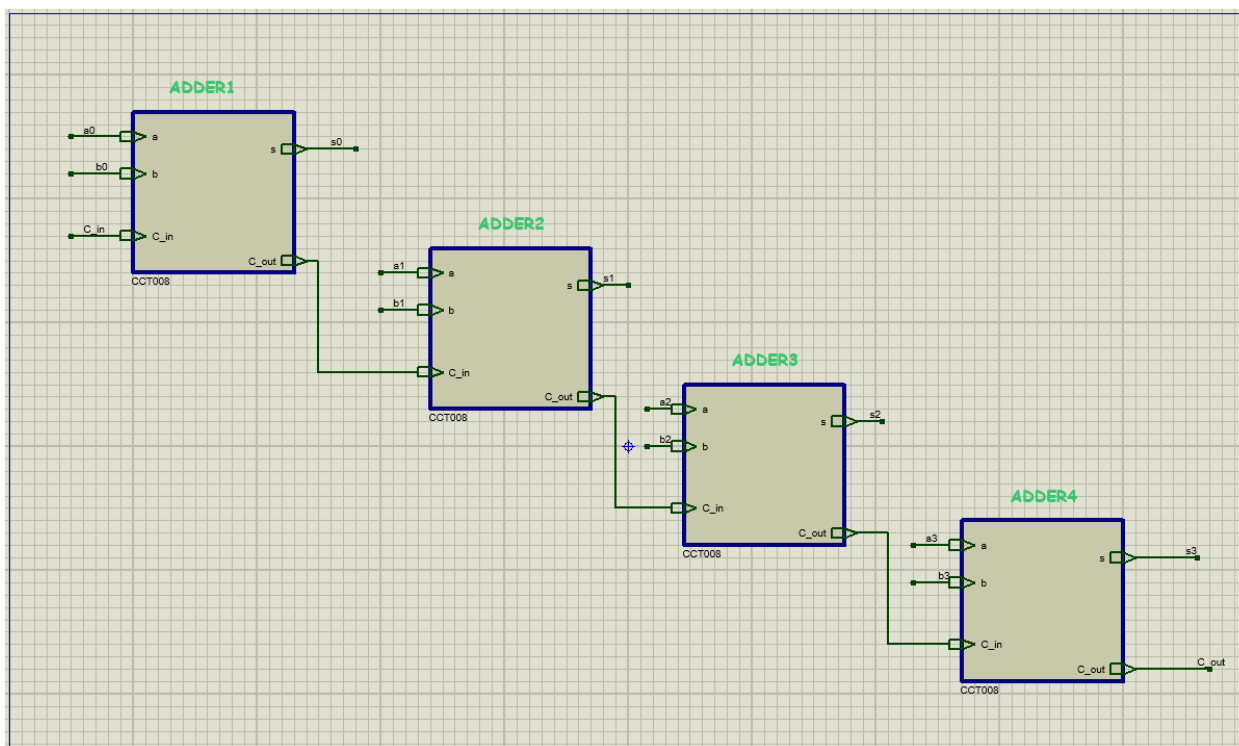 ADDER1
a0
a
s
s0
b0
b
C_in
C_in
C_out
CCT008
ADDER2
a1
a
s
s1
b1
b
C_in
C_out
CCT008
ADDER3
a2
a
s
s2
b2
b
C_in
C_out
CCT008
ADDER4
a3
a
s
s3
b3
b
C_in
C_out
C_out
CCT008